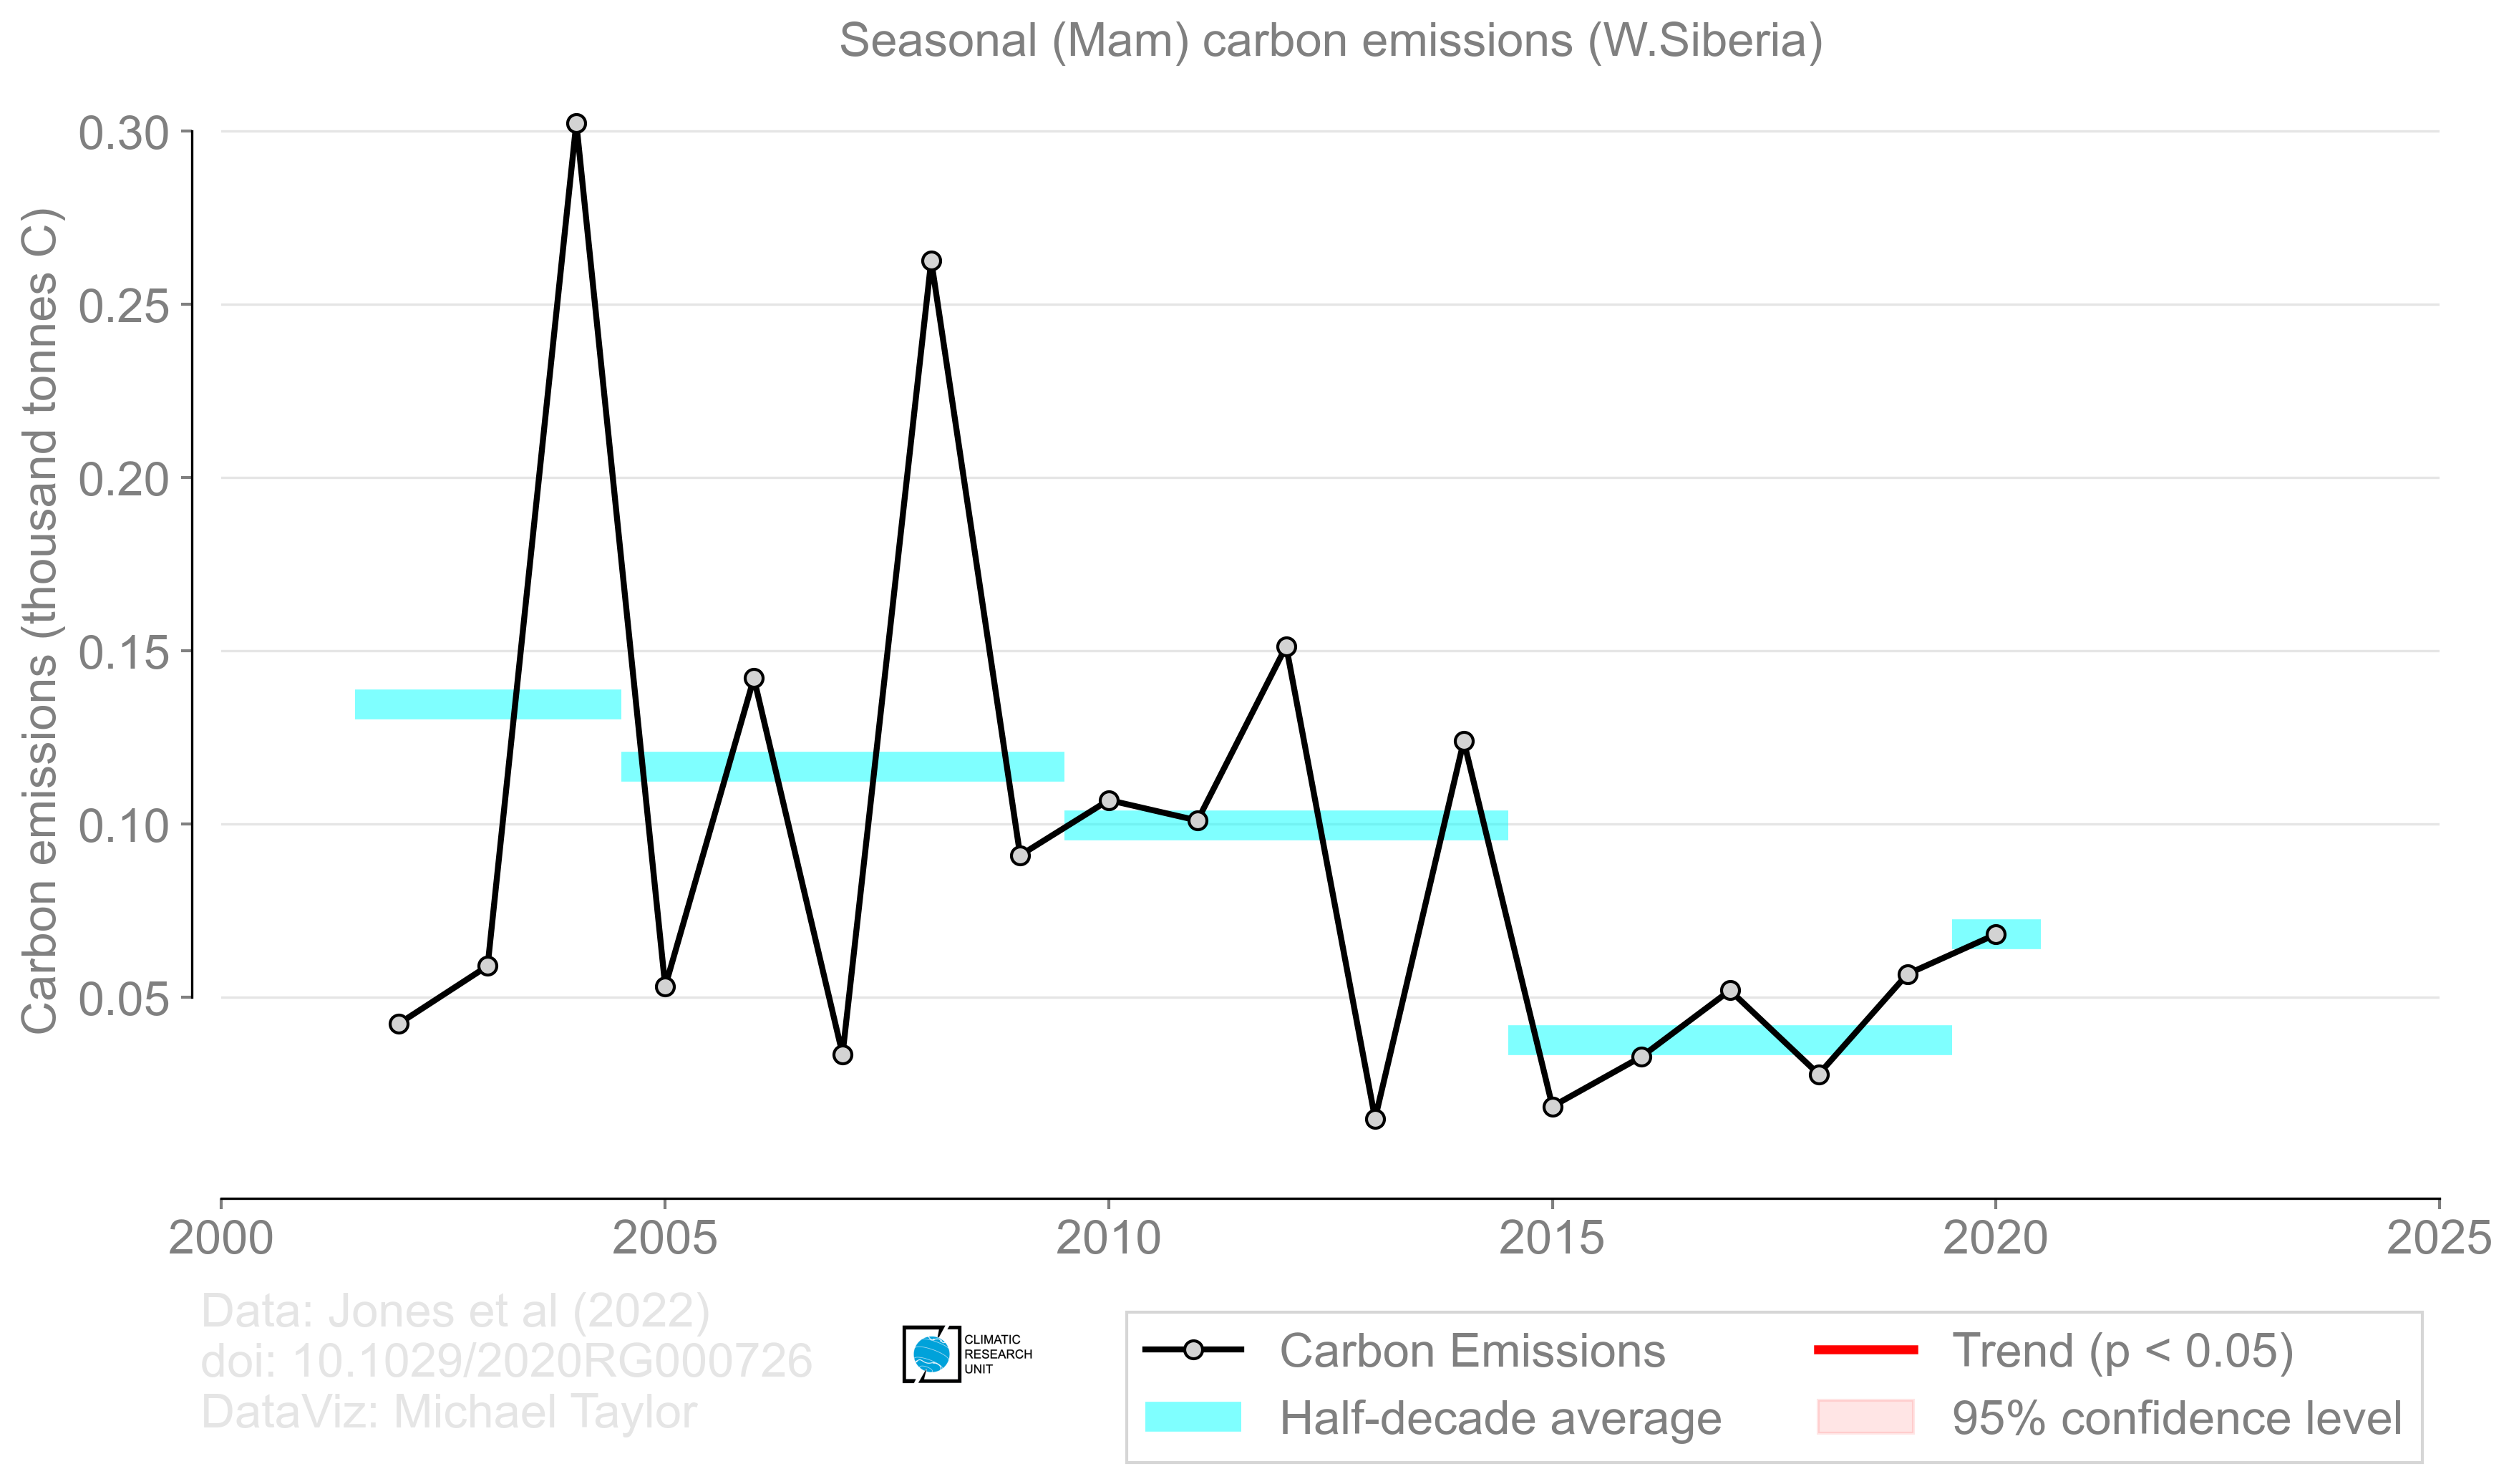 Seasonal (Mam) carbon emissions (W.Siberia)
Carbon emissions (thousand tonnes C)
0.30
0.25
0.20
0.15
0.10
0.05
2000 2005 2010 2015 2020 2025
Data: Jones et al (2022)
doi: 10.1029/2020RG000726
DataViz: Michael Taylor
CLIMATIC
RESEARCH
UNIT
Carbon Emissions
Half-decade average
Trend (p < 0.05)
95% confidence level